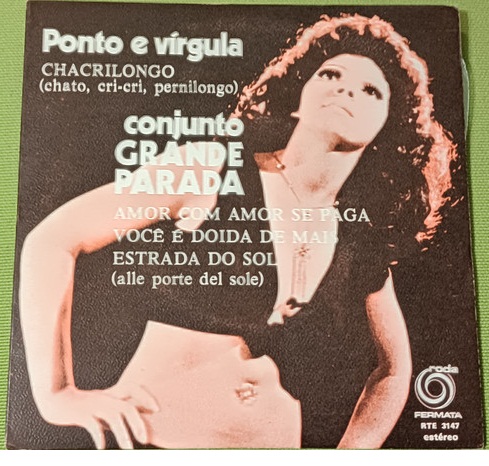 Ponto e vírgula
CHACRILONGO
(chato, cri-cri, pernilongo)
conjunto
GRANDE
PARADA
AMOR COM AMOR SE PAGA
VOCÊ É DOIDA DE MAIS
ESTRADA DO SOL
(alle porte del sole)
roda
FERMATA
RTE 3147
estéreo